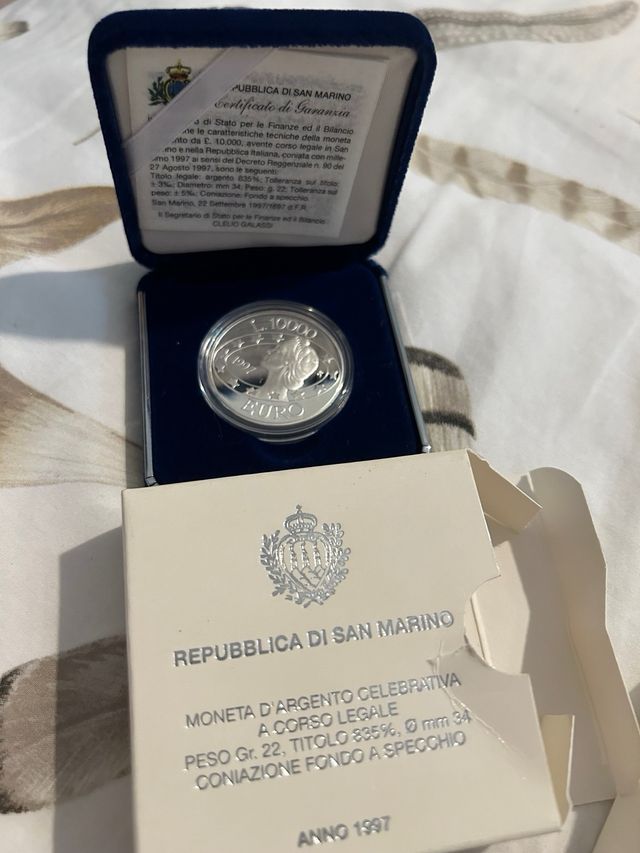 PUBBLICA DI SAN MARINO
Certificato di Garanzia
di Stato per le Finanze ed il Bilancio
le caratteristiche tecniche della moneta
da £. 10.000, avente corso legale in San
e nella Repubblica Italiana, coniata con mille-
1997 ai sensi del Decreto Reggenziale n. 90 del
27 Agosto 1997, sono le seguenti:
Titolo legale: argento 835‰; Tolleranza sul titolo:
± 3‰; Diametro: mm 34; Peso: g. 22; Tolleranza sul
peso: ± 5‰; Coniazione: Fondo a specchio.
San Marino, 22 Settembre 1997/1697 d.F.R.
Il Segretario di Stato per le Finanze ed il Bilancio
CLELIO GALASSI
L. 10000
1997
EURO
REPUBBLICA DI SAN MARINO
MONETA D'ARGENTO CELEBRATIVA
A CORSO LEGALE
PESO Gr. 22, TITOLO 835‰, Ø mm 34
CONIAZIONE FONDO A SPECCHIO
ANNO 1997